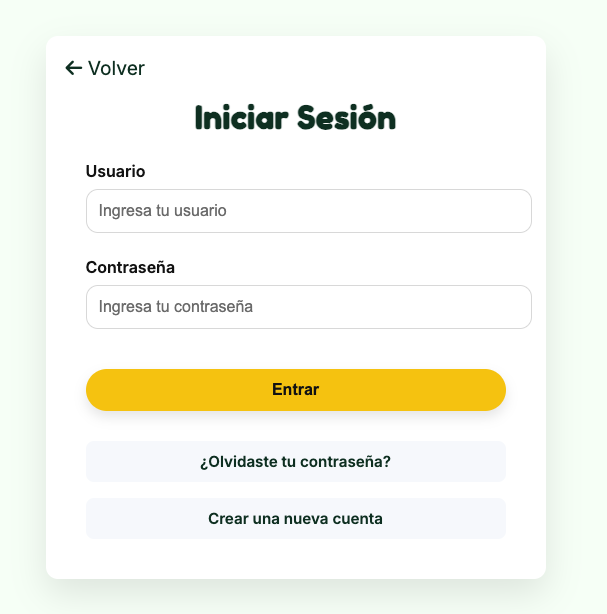 ← Volver
Iniciar Sesión
Usuario
Ingresa tu usuario
Contraseña
Ingresa tu contraseña
Entrar
¿Olvidaste tu contraseña?
Crear una nueva cuenta